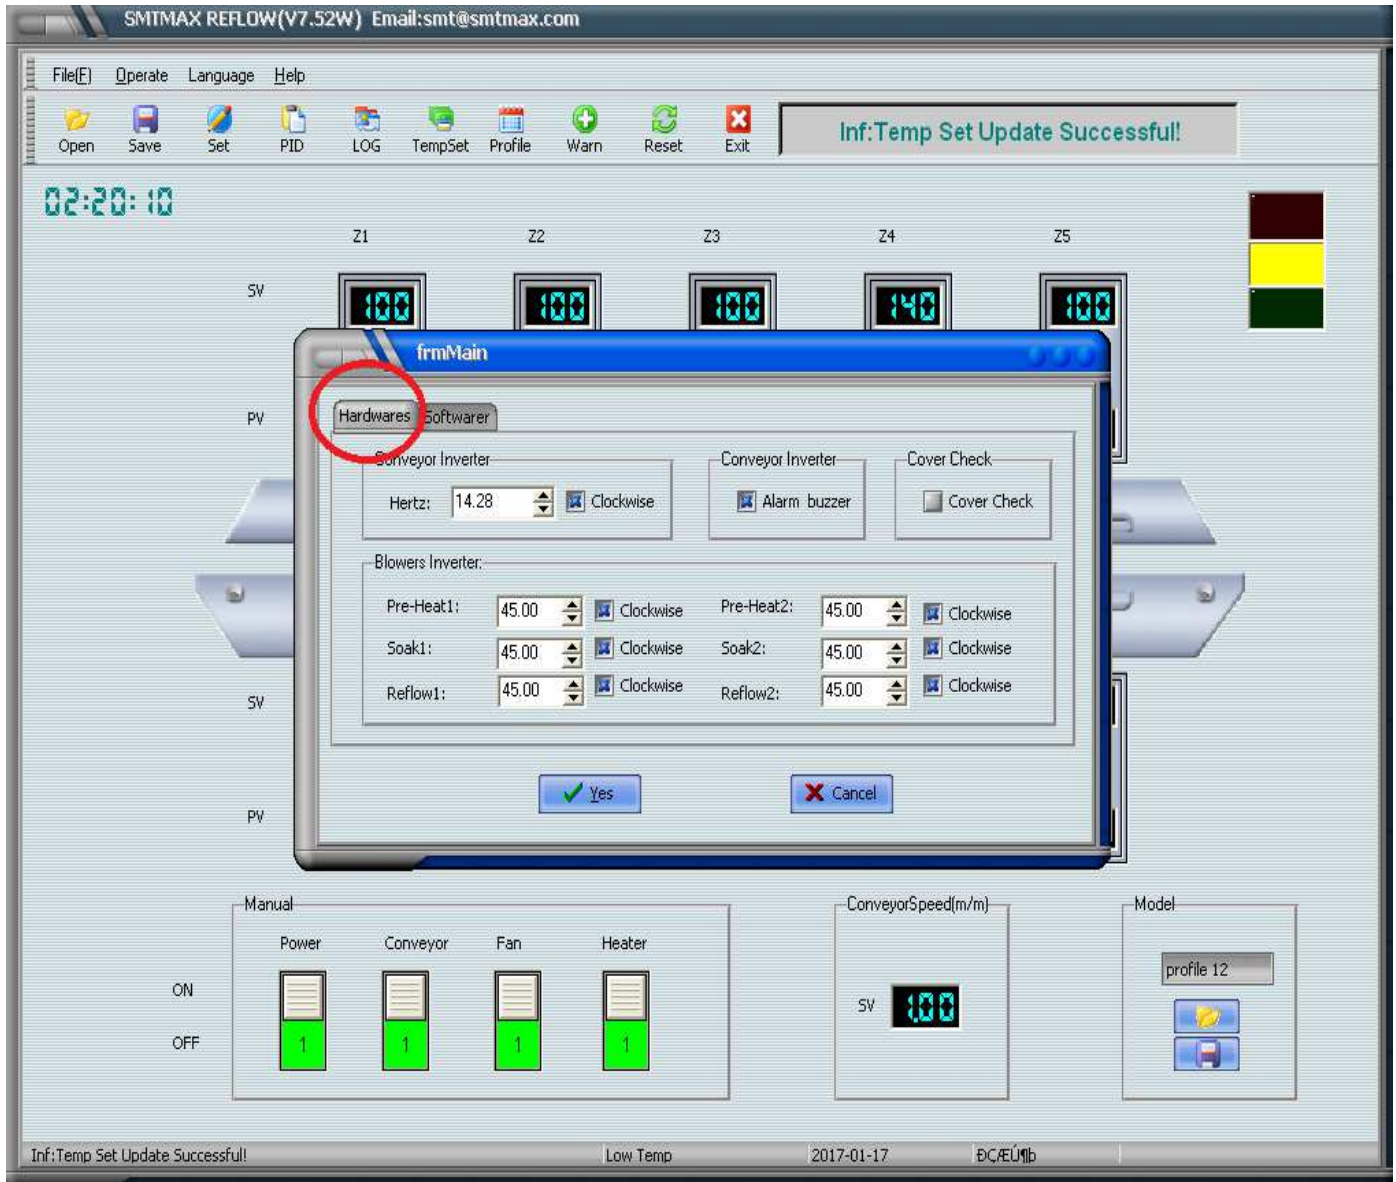 SMTMAX REFLOW(V7.52W) Email:smt@smtmax.com
File(F) Operate Language Help
Open Save Set PID LOG TempSet Profile Warn Reset Exit
Inf:Temp Set Update Successful!
02:20:10
Z1 Z2 Z3 Z4 Z5
SV 100 100 100 140 100
frmMain
PV
Hardwares Softwarer
Conveyor Inverter Conveyor Inverter Cover Check
Hertz: 14.28 Clockwise Alarm buzzer Cover Check
Blowers Inverter:
Pre-Heat1: 45.00 Clockwise Pre-Heat2: 45.00 Clockwise
Soak1: 45.00 Clockwise Soak2: 45.00 Clockwise
Reflow1: 45.00 Clockwise Reflow2: 45.00 Clockwise
SV
Yes Cancel
PV
Manual ConveyorSpeed(m/m) Model
Power Conveyor Fan Heater
profile 12
ON
SV 1.00
OFF 1 1 1 1
Inf:Temp Set Update Successful! Low Temp 2017-01-17 ÐÇÆÚ¶þ